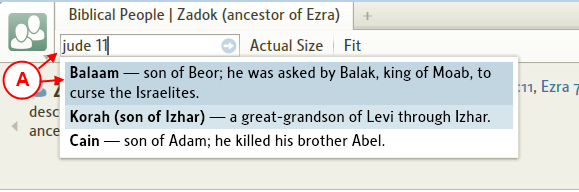 Biblical People | Zadok (ancestor of Ezra) +
jude 11 Actual Size Fit
A
Balaam — son of Beor; he was asked by Balak, king of Moab, to
curse the Israelites.
:11, Ezra 7
Korah (son of Izhar) — a great-grandson of Levi through Izhar.
desc
Cain — son of Adam; he killed his brother Abel.
ance